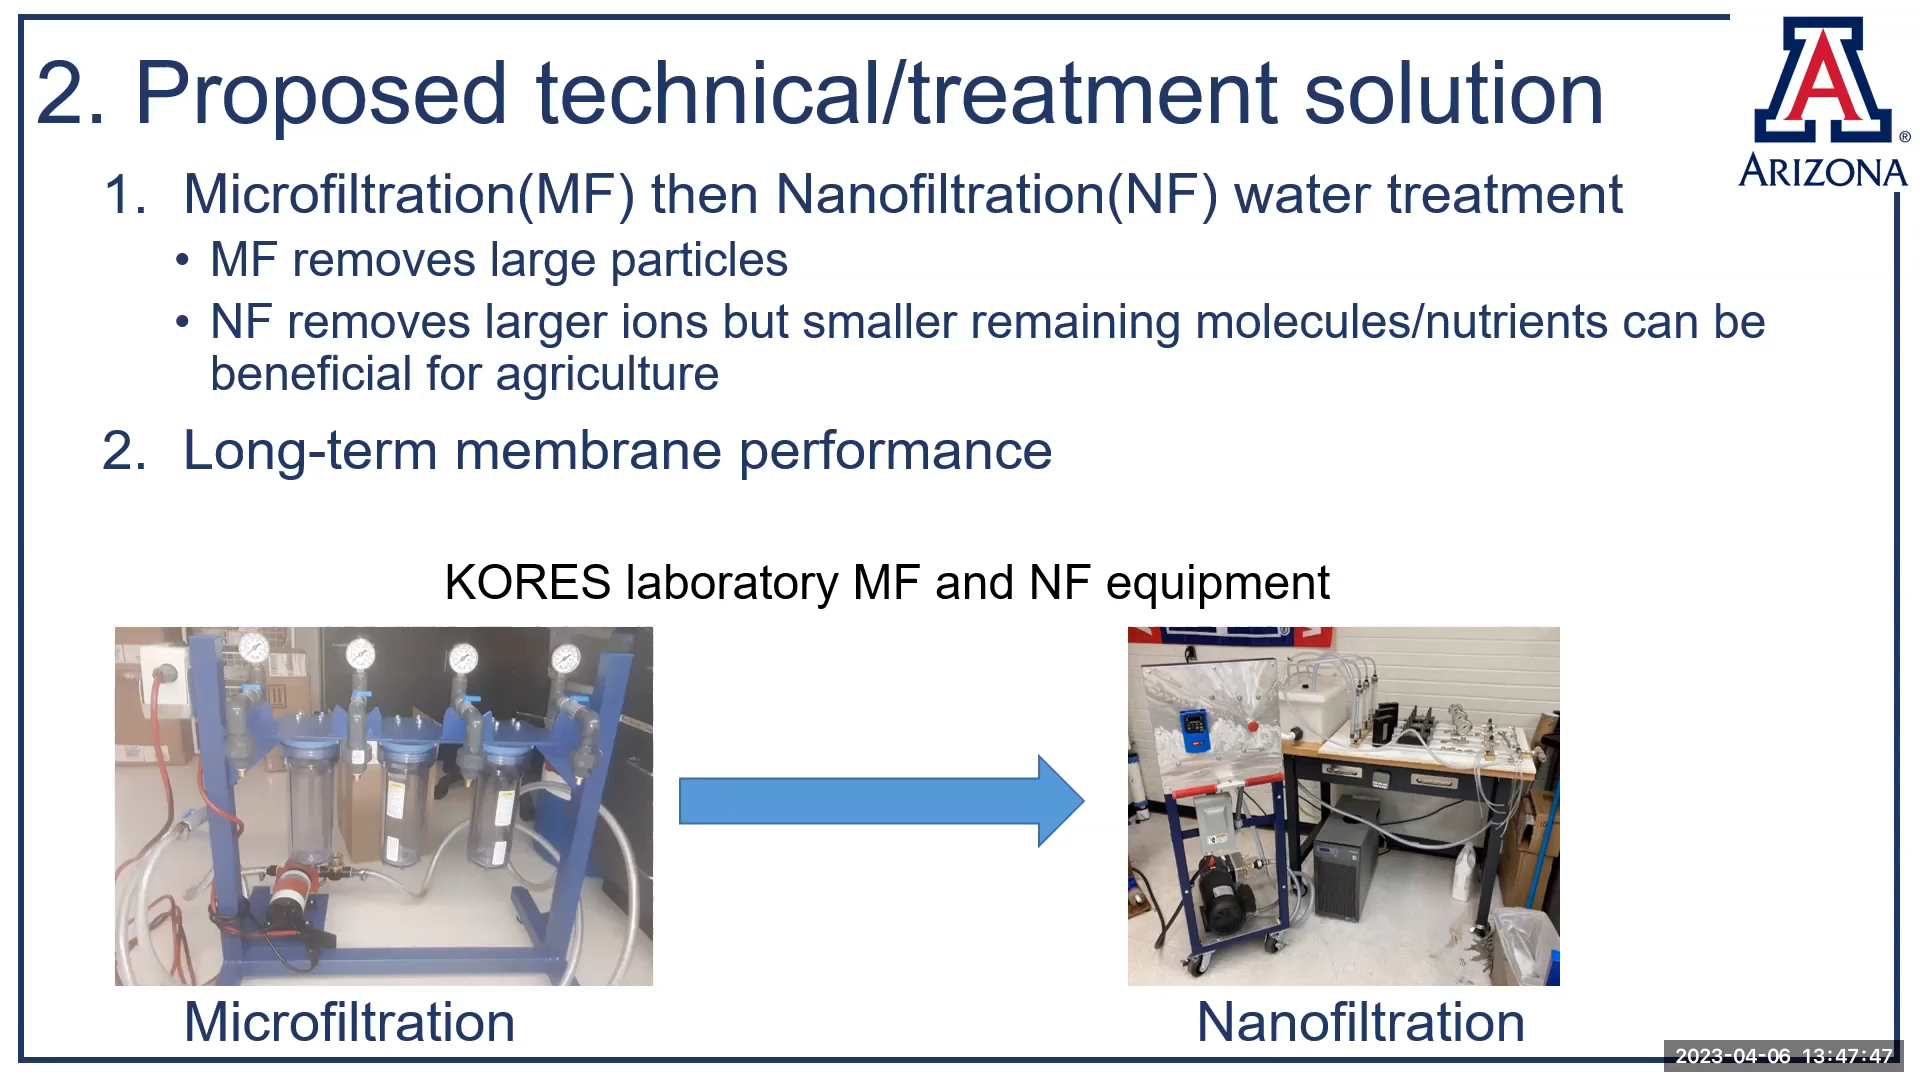 2. Proposed technical/treatment solution
ARIZONA
®
1. Microfiltration(MF) then Nanofiltration(NF) water treatment
• MF removes large particles
• NF removes larger ions but smaller remaining molecules/nutrients can be
beneficial for agriculture
2. Long-term membrane performance
KORES laboratory MF and NF equipment
Microfiltration
Nanofiltration
2023-04-06 13:47:47